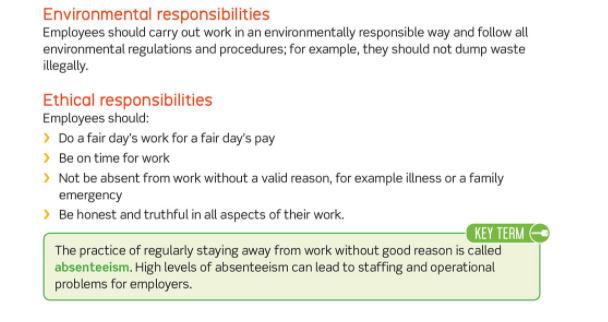 Environmental responsibilities
Employees should carry out work in an environmentally responsible way and follow all
environmental regulations and procedures; for example, they should not dump waste
illegally.
Ethical responsibilities
Employees should:
❯ Do a fair day's work for a fair day's pay
❯ Be on time for work
❯ Not be absent from work without a valid reason, for example illness or a family
emergency
❯ Be honest and truthful in all aspects of their work.
KEY TERM
The practice of regularly staying away from work without good reason is called
absenteeism. High levels of absenteeism can lead to staffing and operational
problems for employers.